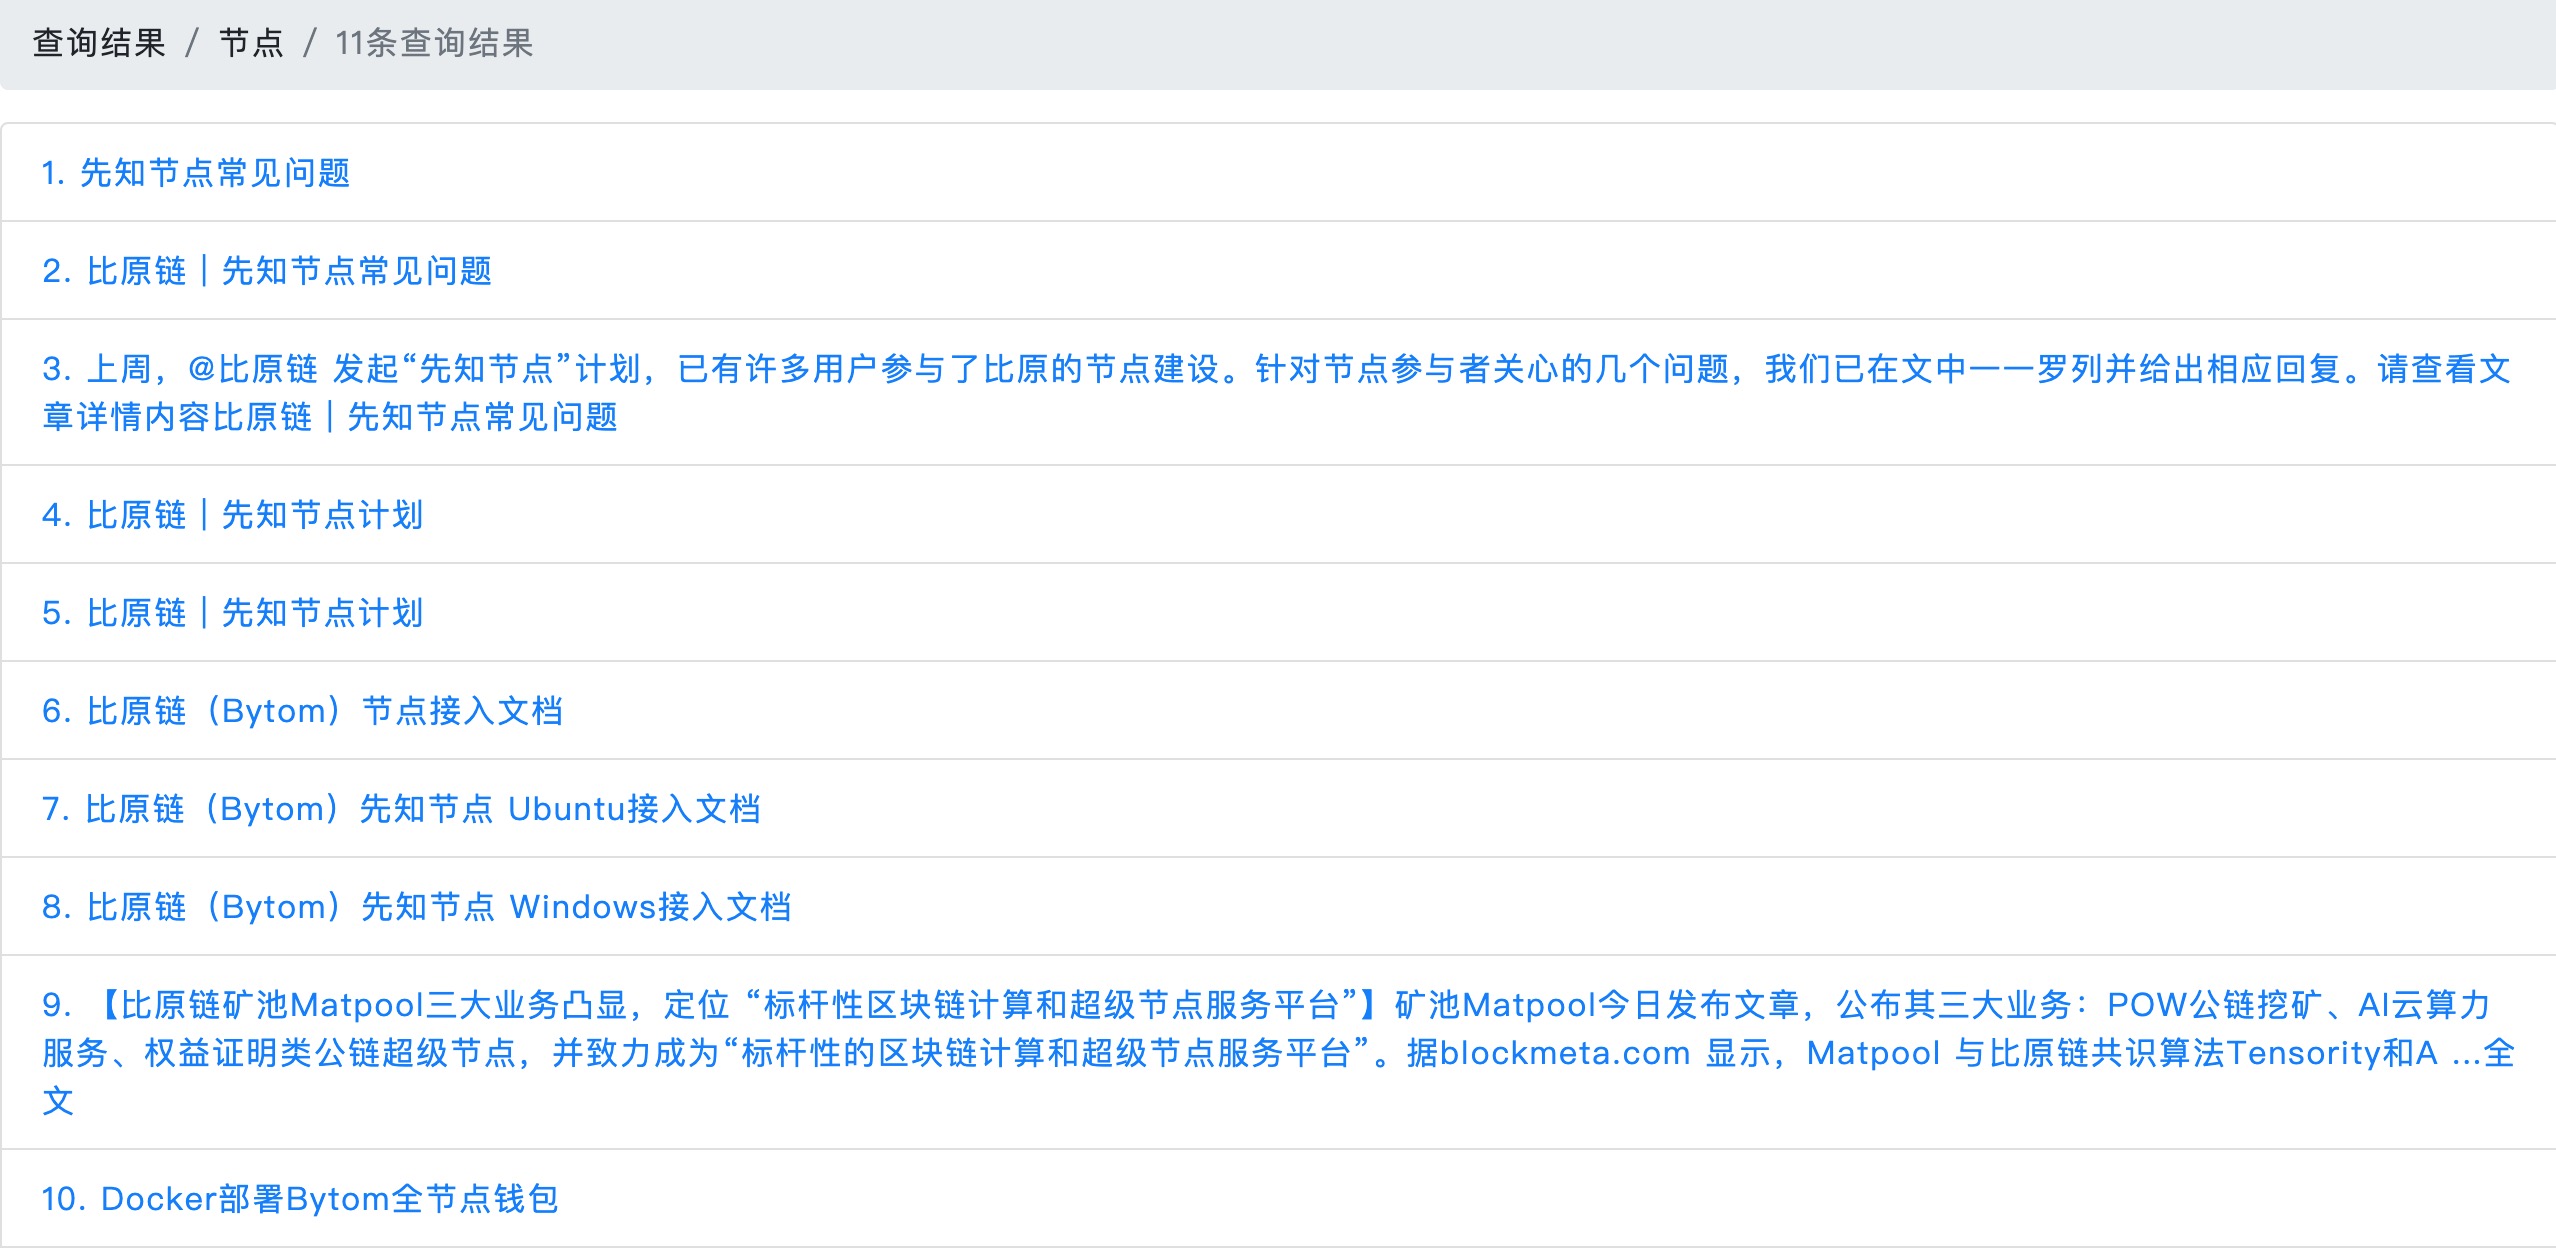 查询结果 / 节点 / 11条查询结果
1. 先知节点常见问题
2. 比原链 | 先知节点常见问题
3. 上周，@比原链 发起“先知节点”计划，已有许多用户参与了比原的节点建设。针对节点参与者关心的几个问题，我们已在文中一一罗列并给出相应回复。请查看文
章详情内容比原链 | 先知节点常见问题
4. 比原链 | 先知节点计划
5. 比原链 | 先知节点计划
6. 比原链（Bytom）节点接入文档
7. 比原链（Bytom）先知节点 Ubuntu接入文档
8. 比原链（Bytom）先知节点 Windows接入文档
9. 【比原链矿池Matpool三大业务凸显，定位 “标杆性区块链计算和超级节点服务平台”】矿池Matpool今日发布文章，公布其三大业务：POW公链挖矿、AI云算力
服务、权益证明类公链超级节点，并致力成为“标杆性的区块链计算和超级节点服务平台”。据blockmeta.com 显示，Matpool 与比原链共识算法Tensority和A ...全
文
10. Docker部署Bytom全节点钱包